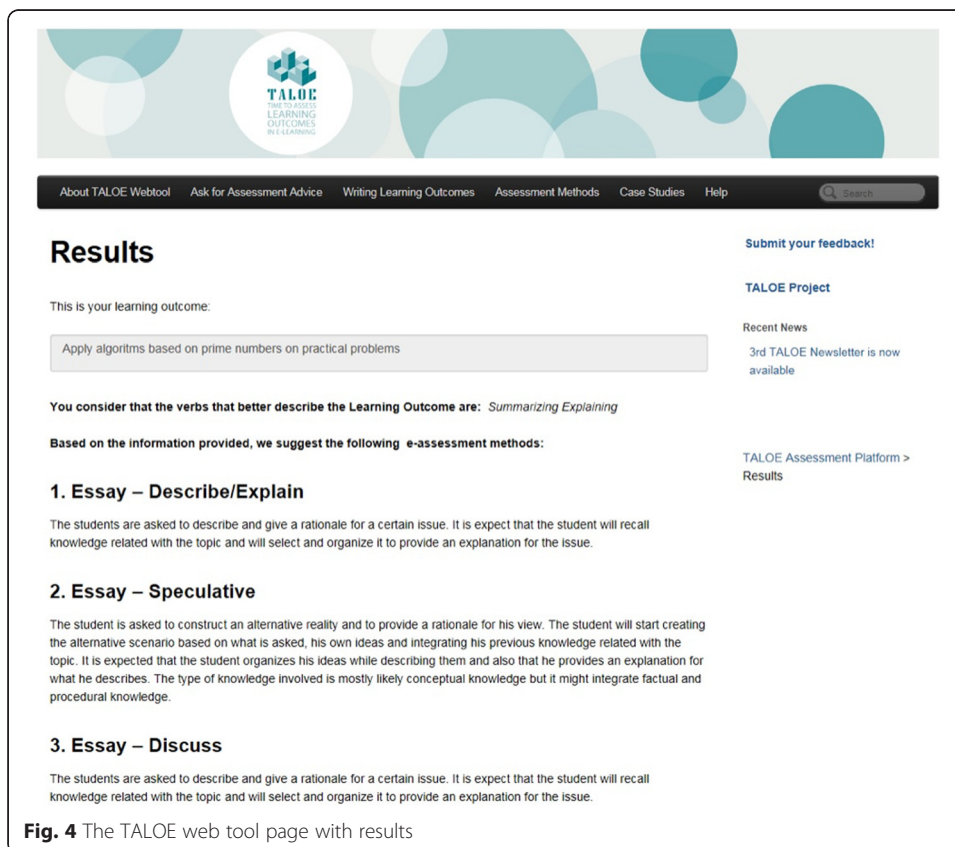 TALOE
TIME TO ASSESS
LEARNING
OUTCOMES
IN E-LEARNING
About TALOE Webtool Ask for Assessment Advice Writing Learning Outcomes Assessment Methods Case Studies Help Search
Results
This is your learning outcome:
Apply algoritms based on prime numbers on practical problems
You consider that the verbs that better describe the Learning Outcome are: Summarizing Explaining
Based on the information provided, we suggest the following e-assessment methods:
1. Essay – Describe/Explain
The students are asked to describe and give a rationale for a certain issue. It is expect that the student will recall
knowledge related with the topic and will select and organize it to provide an explanation for the issue.
2. Essay – Speculative
The student is asked to construct an alternative reality and to provide a rationale for his view. The student will start creating
the alternative scenario based on what is asked, his own ideas and integrating his previous knowledge related with the
topic. It is expected that the student organizes his ideas while describing them and also that he provides an explanation for
what he describes. The type of knowledge involved is mostly likely conceptual knowledge but it might integrate factual and
procedural knowledge.
3. Essay – Discuss
The students are asked to describe and give a rationale for a certain issue. It is expect that the student will recall
knowledge related with the topic and will select and organize it to provide an explanation for the issue.
Submit your feedback!
TALOE Project
Recent News
3rd TALOE Newsletter is now
available
TALOE Assessment Platform >
Results
Fig. 4 The TALOE web tool page with results